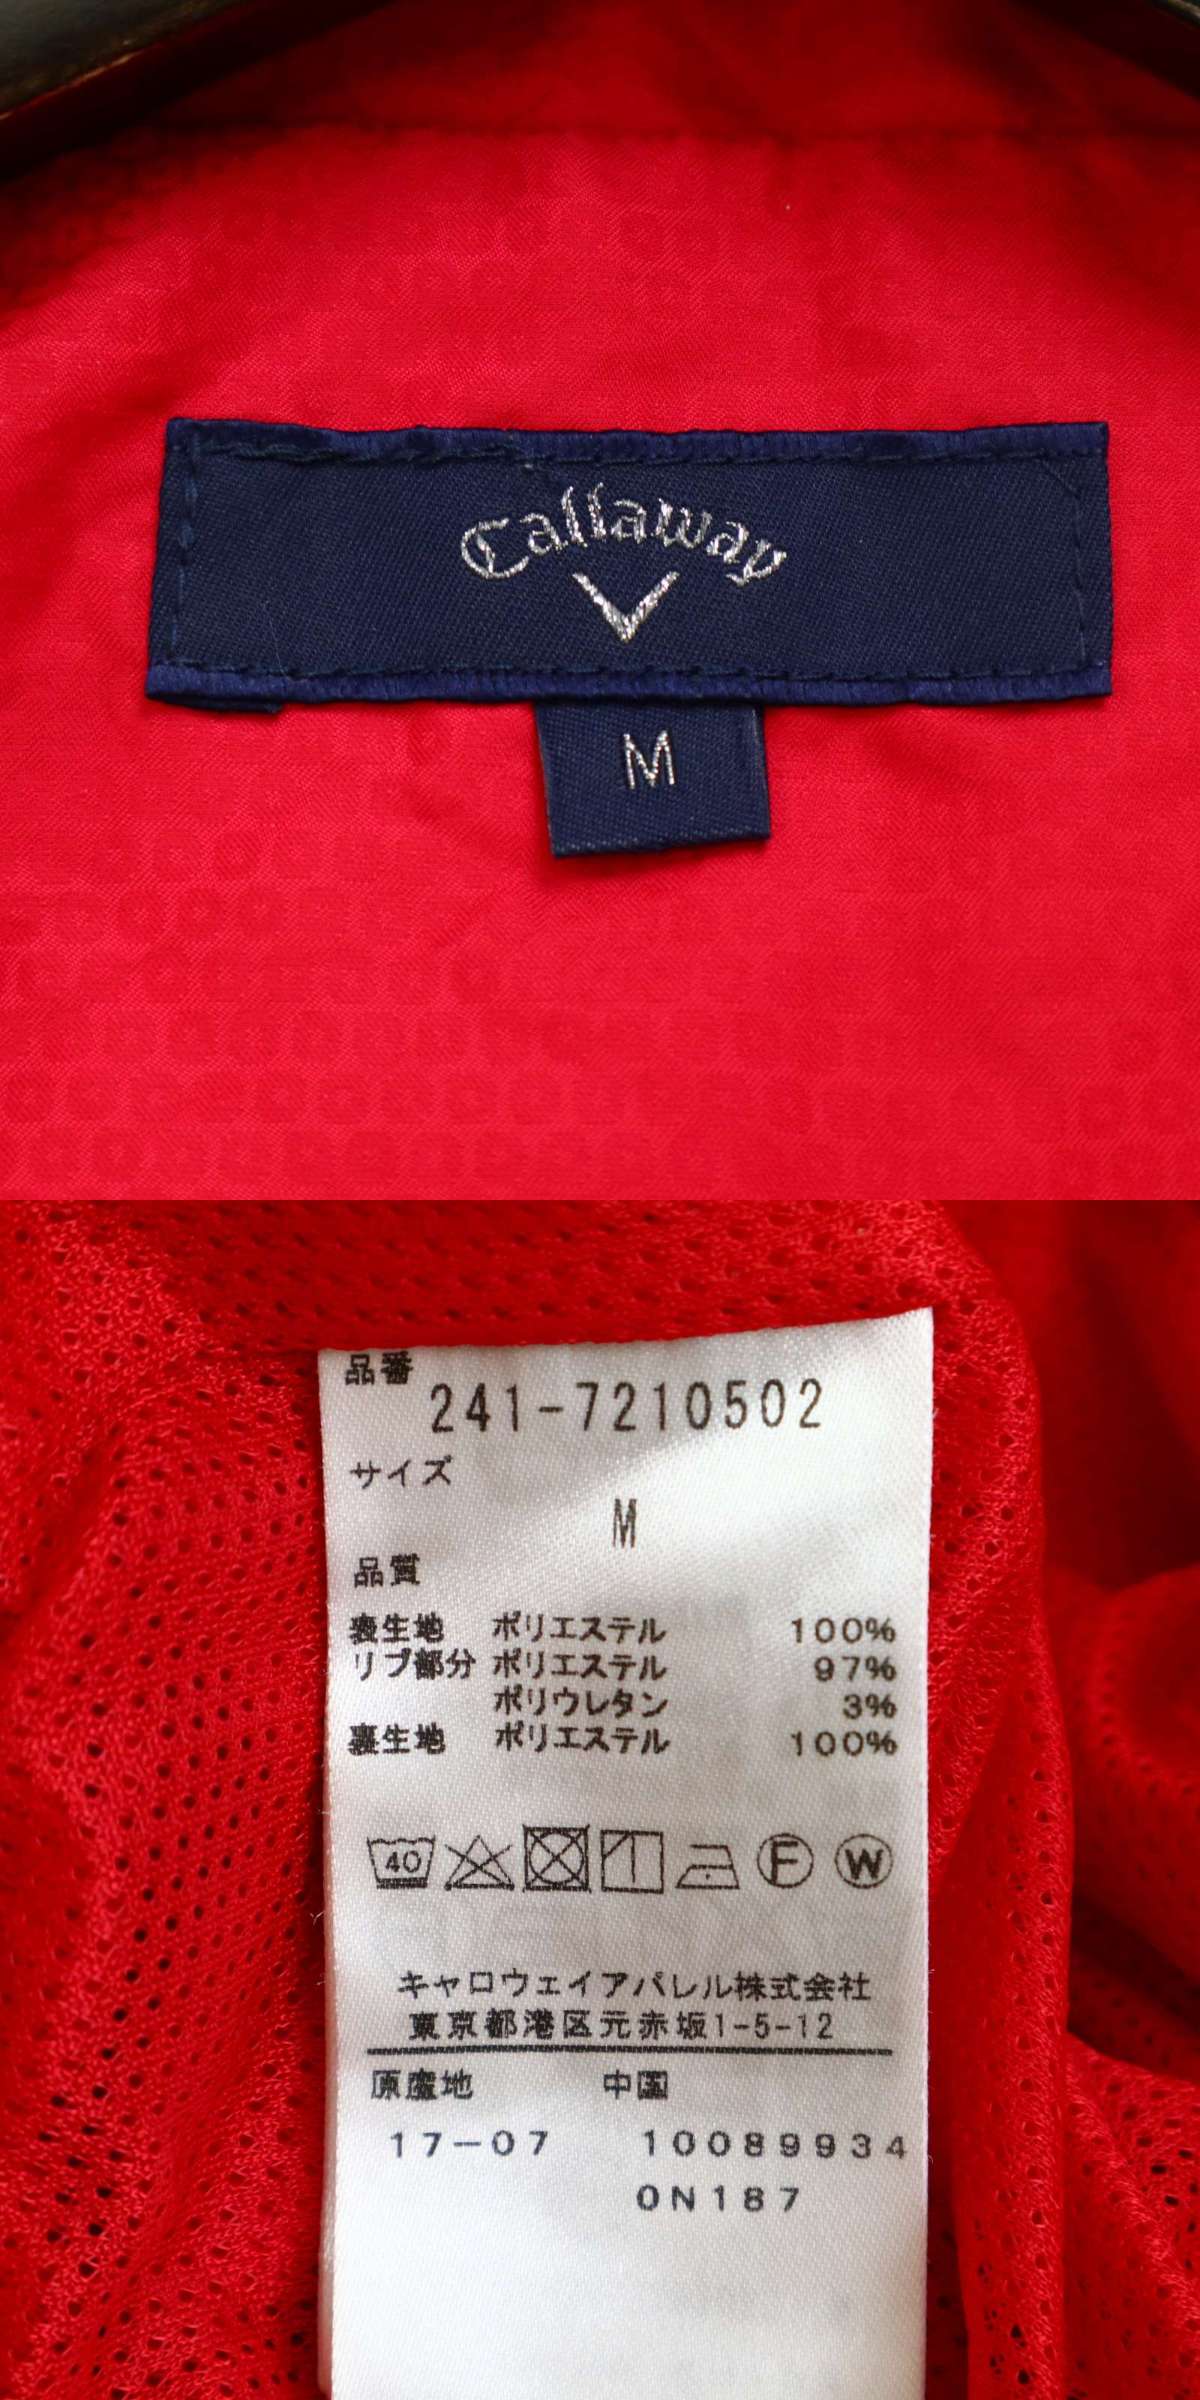 Callaway
M
品番
241-7210502
サイズ
M
品質
表生地 ポリエステル 100%
リブ部分 ポリエステル 97%
ポリウレタン 3%
裏生地 ポリエステル 100%
40 F W
キャロウェイアパレル株式会社
東京都港区元赤坂1-5-12
原産地 中国
17-07 10089934
0N187